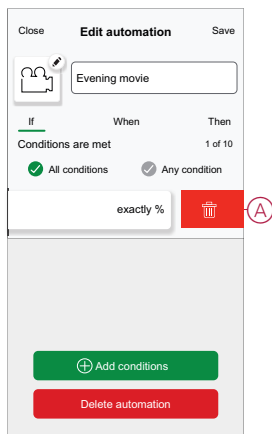 Close Edit automation Save
Evening movie
If When Then
Conditions are met 1 of 10
All conditions Any condition
exactly %
A
Add conditions
Delete automation